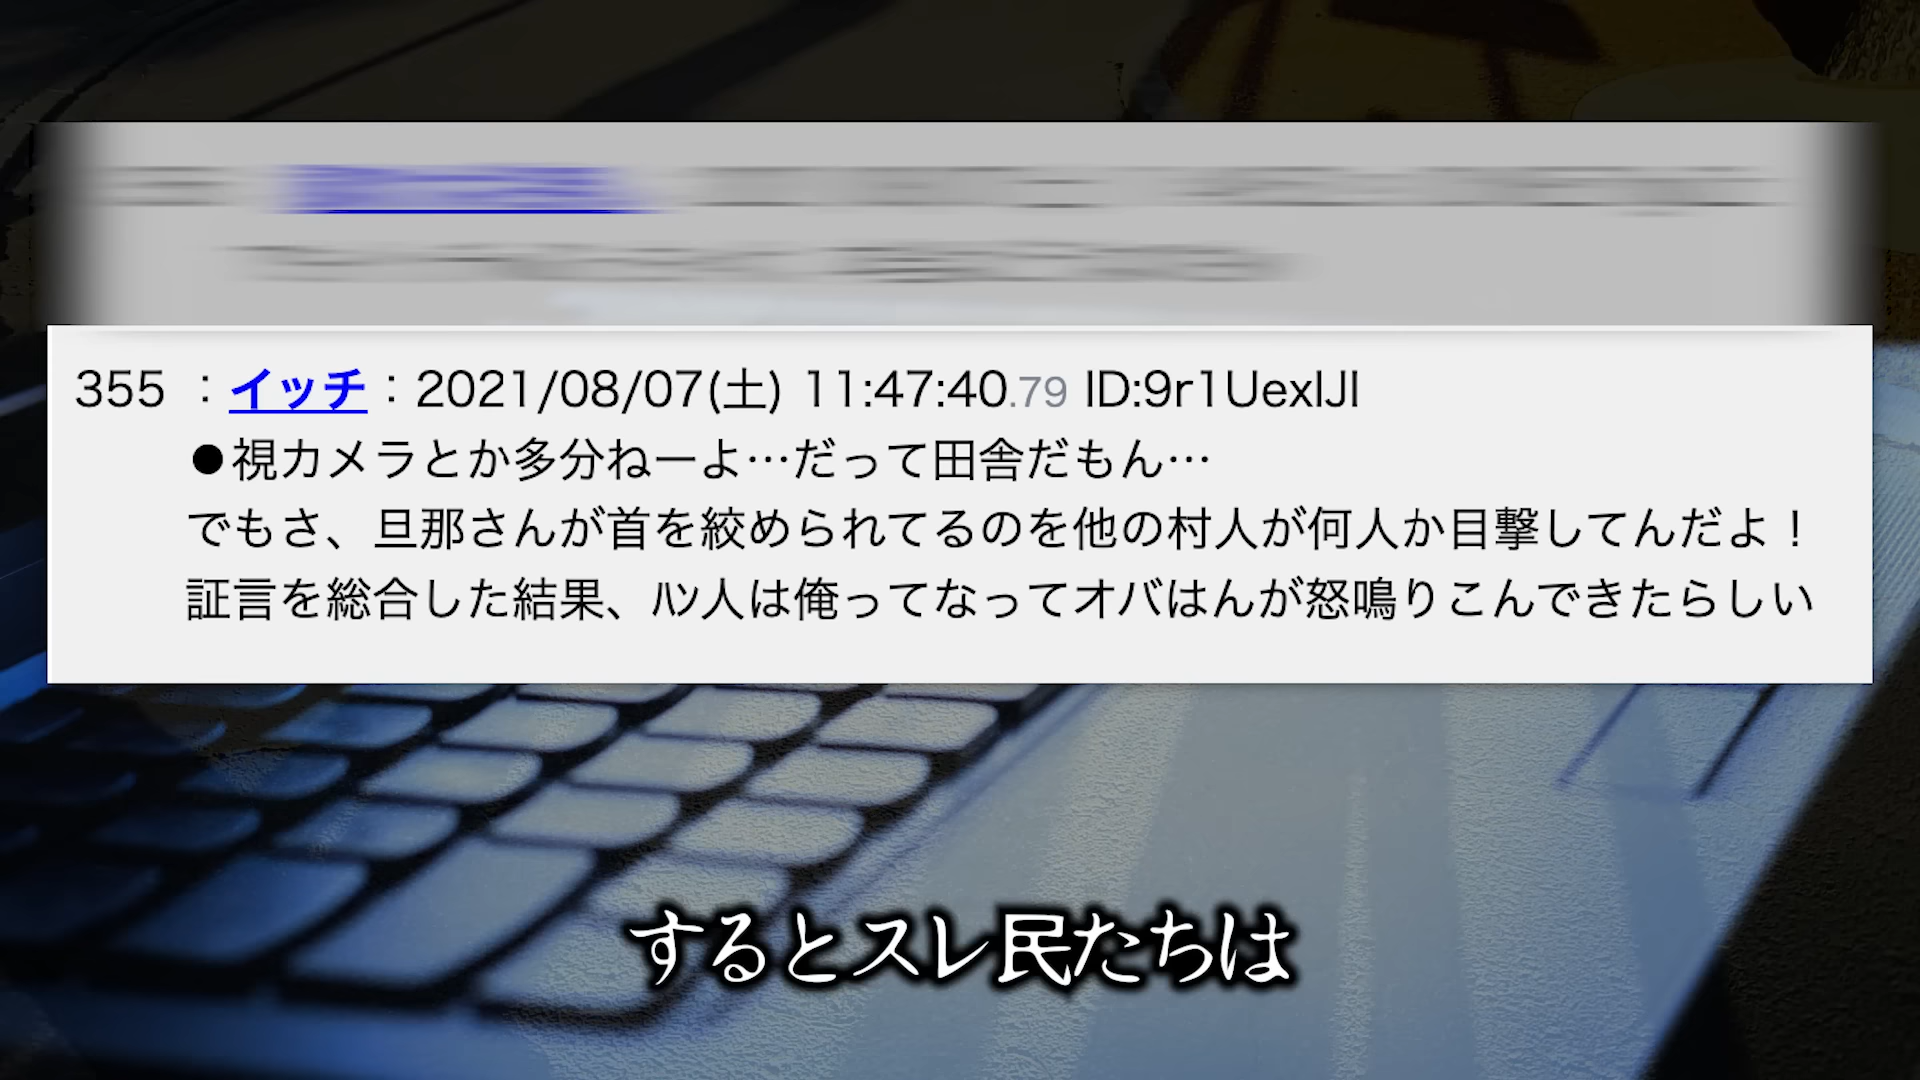 355 ：イッチ：2021/08/07(土) 11:47:40.79 ID:9r1UexIJI
●視カメラとか多分ねーよ…だって田舎だもん…
でもさ、旦那さんが首を絞められてるのを他の村人が何人か目撃してんだよ！
証言を総合した結果、ﾊﾝ人は俺ってなってオバはんが怒鳴りこんできたらしい
するとスレ民たちは